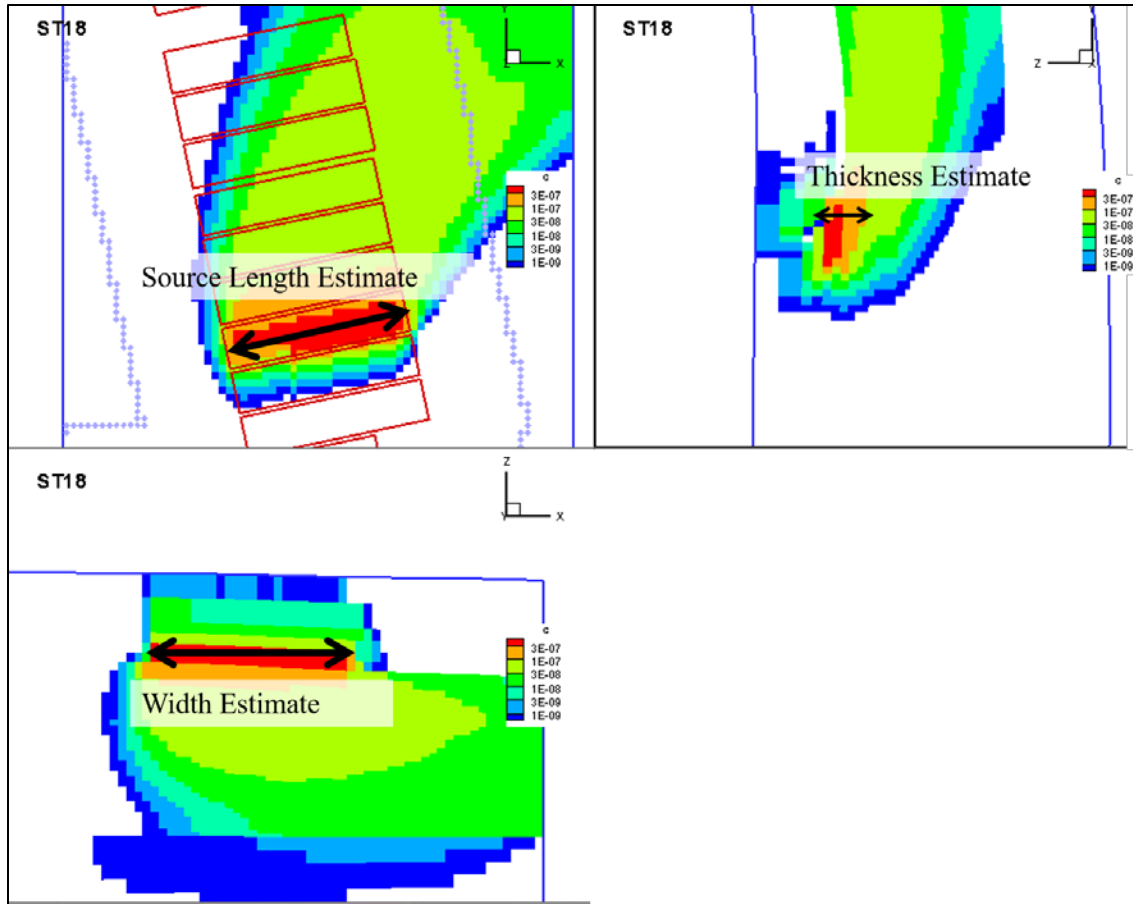 ST18
Y
X
C
3E-07
1E-07
3E-08
1E-08
3E-09
1E-09
Source Length Estimate
ST18
Z
X
Thickness Estimate
C
3E-07
1E-07
3E-08
1E-08
3E-09
1E-09
ST18
Z
Y
X
C
3E-07
1E-07
3E-08
1E-08
3E-09
1E-09
Width Estimate